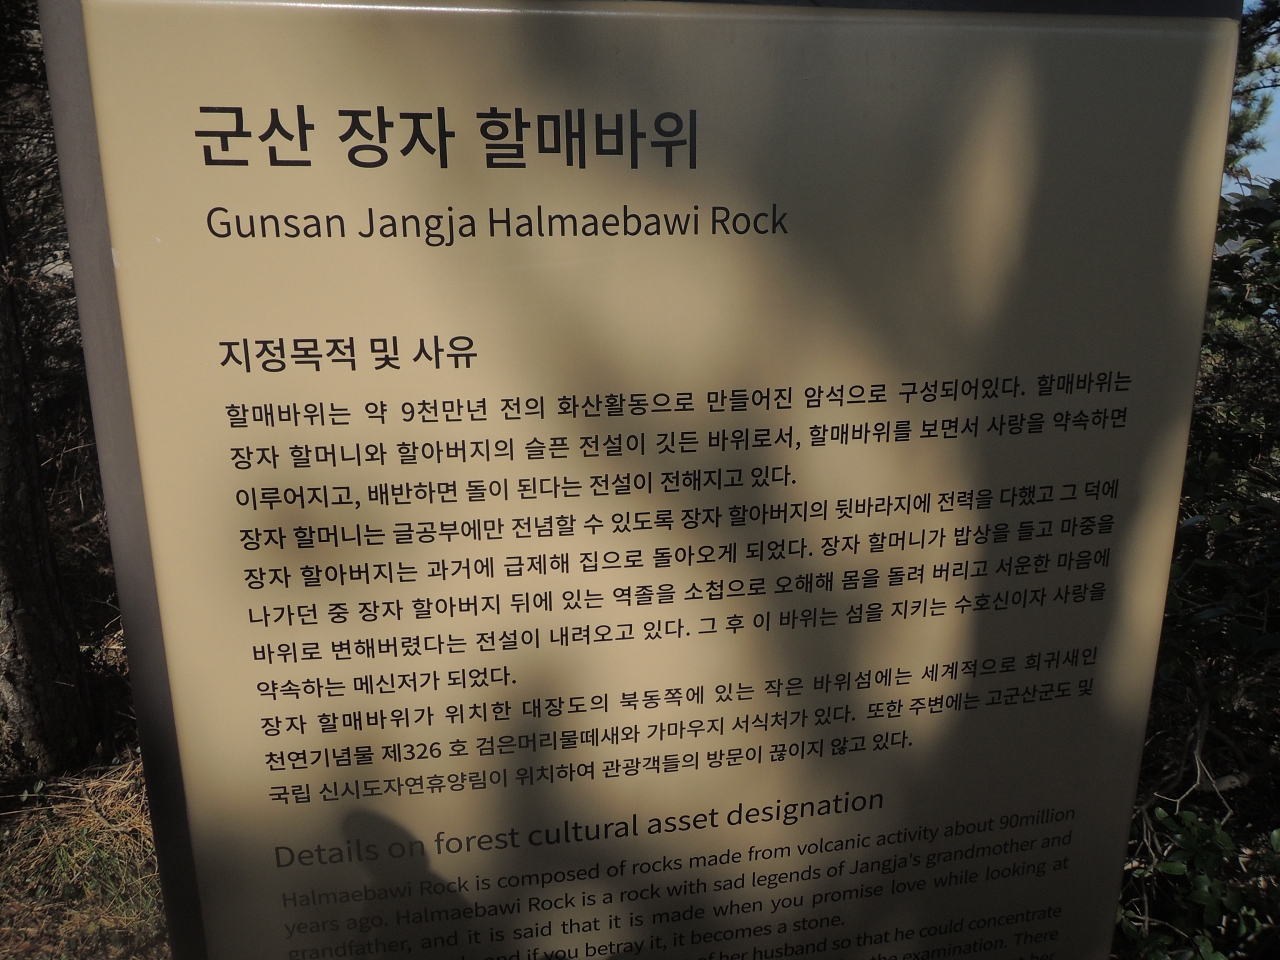 군산 장자 할매바위
Gunsan Jangja Halmaebawi Rock
지정목적 및 사유
할매바위는 약 9천만년 전의 화산활동으로 만들어진 암석으로 구성되어있다. 할매바위는
장자 할머니와 할아버지의 슬픈 전설이 깃든 바위로서, 할매바위를 보면서 사랑을 약속하면
이루어지고, 배반하면 돌이 된다는 전설이 전해지고 있다.
장자 할머니는 글공부에만 전념할 수 있도록 장자 할아버지의 뒷바라지에 전력을 다했고 그 덕에
장자 할아버지는 과거에 급제해 집으로 돌아오게 되었다. 장자 할머니가 밥상을 들고 마중을
나가던 중 장자 할아버지 뒤에 있는 역졸을 소첩으로 오해해 몸을 돌려 버리고 서운한 마음에
바위로 변해버렸다는 전설이 내려오고 있다. 그 후 이 바위는 섬을 지키는 수호신이자 사랑을
약속하는 메신저가 되었다.
장자 할매바위가 위치한 대장도의 북동쪽에 있는 작은 바위섬에는 세계적으로 희귀새인
천연기념물 제326 호 검은머리물떼새와 가마우지 서식처가 있다. 또한 주변에는 고군산군도 및
국립 신시도자연휴양림이 위치하여 관광객들의 방문이 끊이지 않고 있다.
Details on forest cultural asset designation
Halmaebawi Rock is composed of rocks made from volcanic activity about 90million
years ago. Halmaebawi Rock is a rock with sad legends of Jangja's grandmother and
grandfather, and it is said that it is made when you promise love while looking at
and if you betray it, it becomes a stone.
of her husband so that he could concentrate
the examination. There